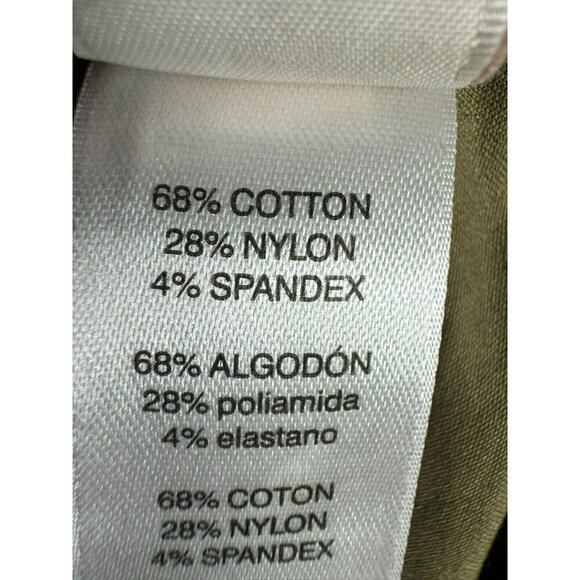 68% COTTON
28% NYLON
4% SPANDEX
68% ALGODÓN
28% poliamida
4% elastano
68% COTON
28% NYLON
4% SPANDEX